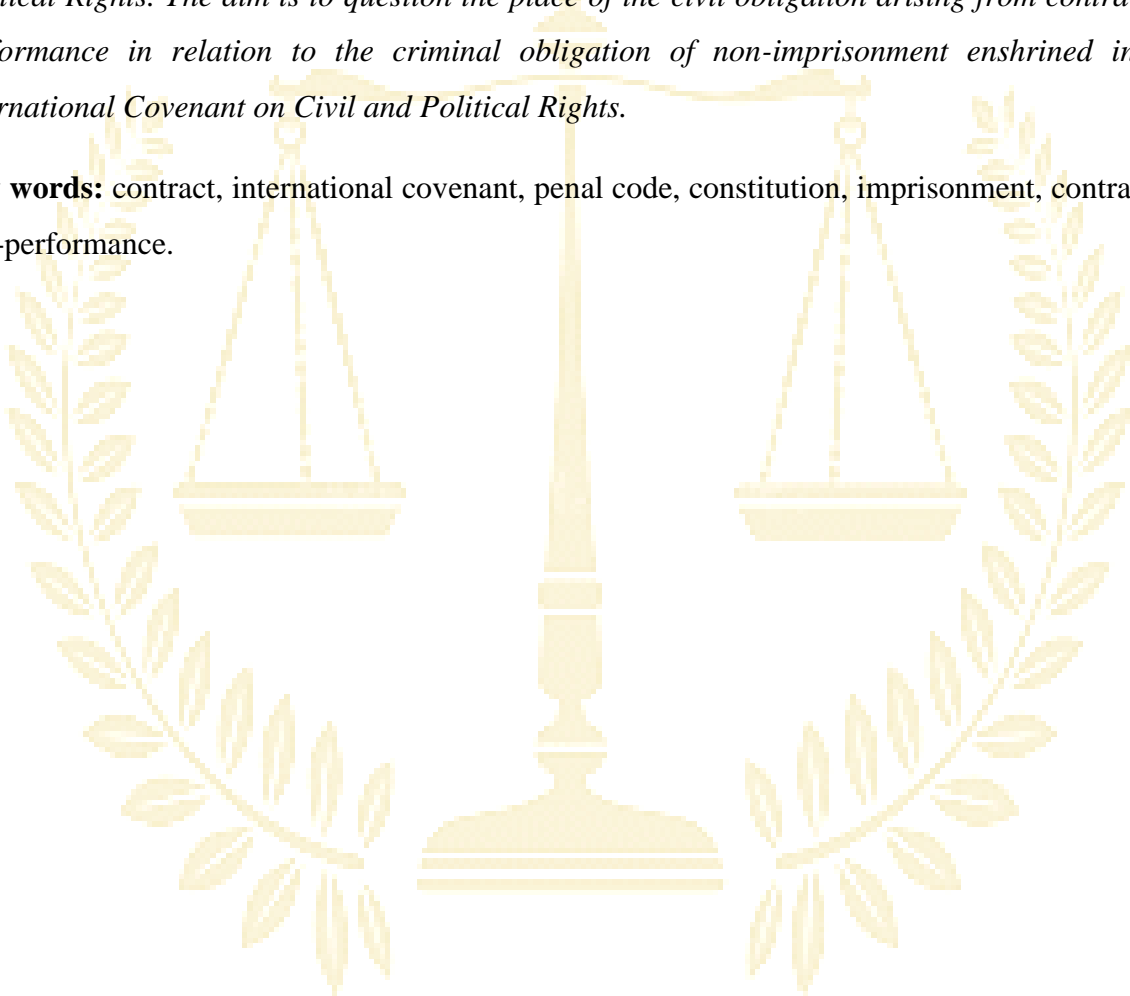 tical Rights. The aim is to question the place of the civil obligation arising from contra
formance in relation to the criminal obligation of non-imprisonment enshrined in
rnational Covenant on Civil and Political Rights.
words: contract, international covenant, penal code, constitution, imprisonment, contra
-performance.